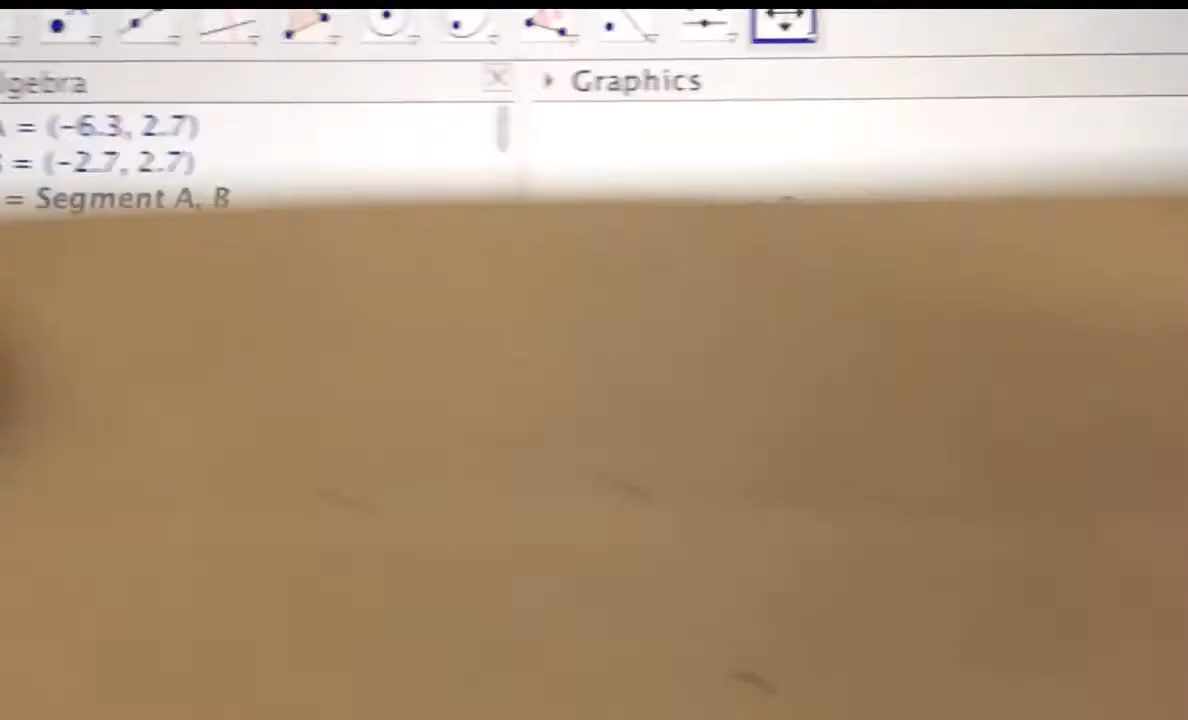 lgebra
Graphics
A = (-6.3, 2.7)
= (-2.7, 2.7)
= Segment A, B